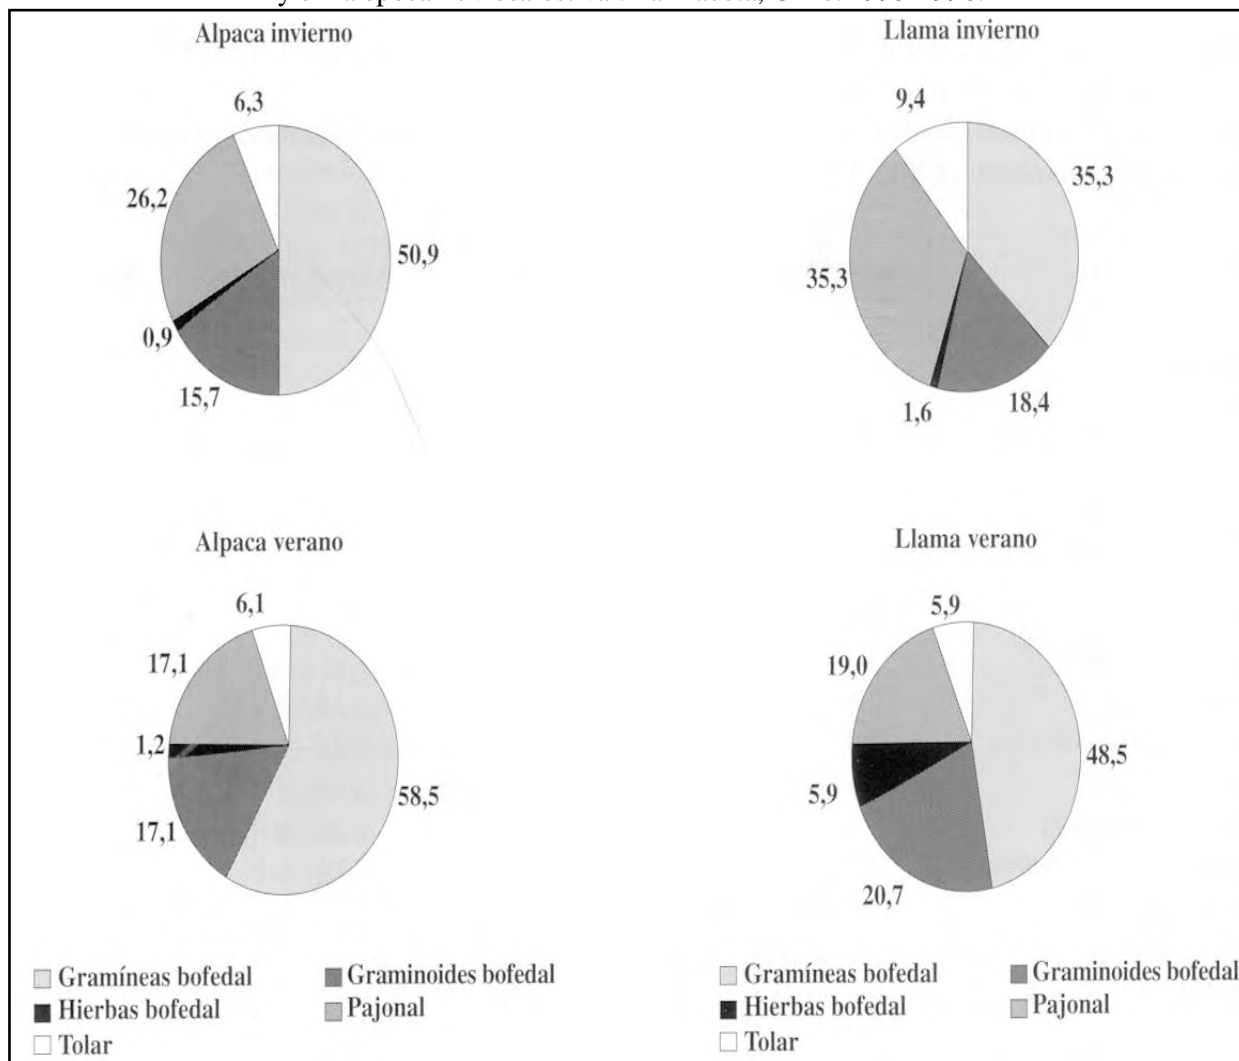 Alpaca invierno
6,3
26,2
50,9
0,9
15,7
Llama invierno
9,4
35,3
35,3
1,6
18,4
Alpaca verano
6,1
17,1
1,2
58,5
17,1
Llama verano
5,9
19,0
48,5
5,9
20,7
Gramíneas bofedal Graminoides bofedal
Hierbas bofedal Pajonal
Tolar
Gramíneas bofedal Graminoides bofedal
Hierbas bofedal Pajonal
Tolar